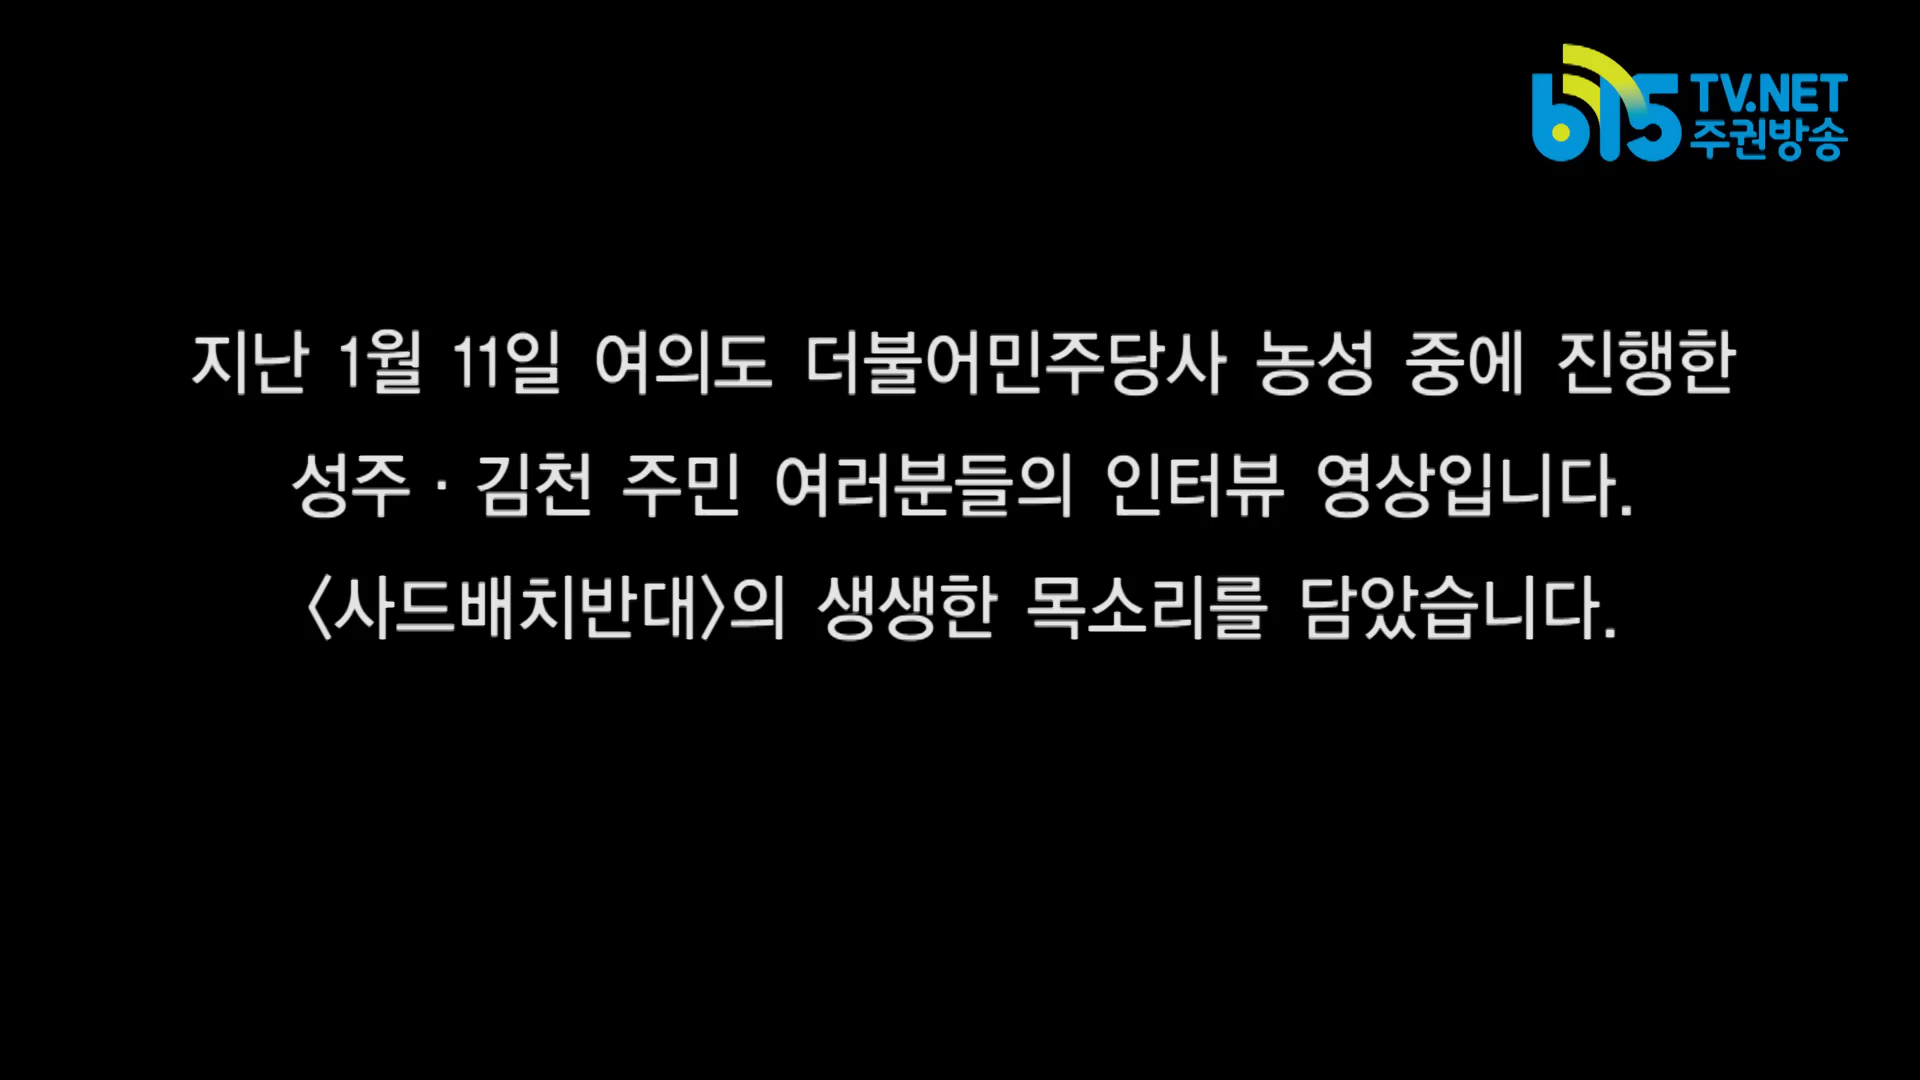 615 TV.NET
주권방송
지난 1월 11일 여의도 더불어민주당사 농성 중에 진행한
성주·김천 주민 여러분들의 인터뷰 영상입니다.
<사드배치반대>의 생생한 목소리를 담았습니다.